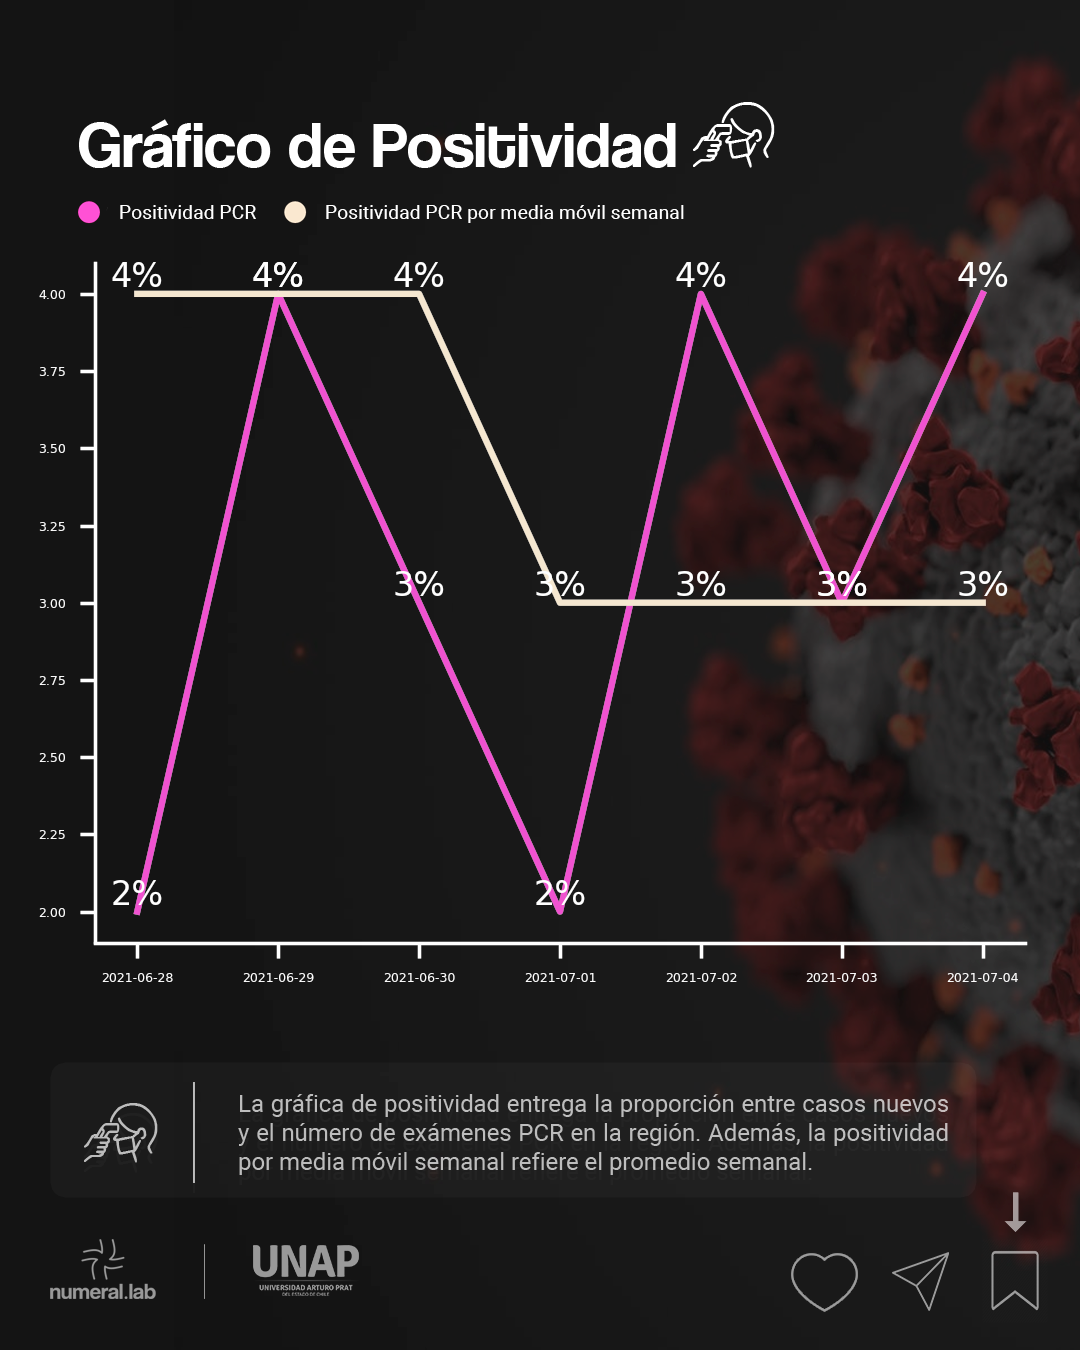 Gráfico de Positividad
Positividad PCR
Positividad PCR por media móvil semanal
4% 4% 4% 4% 4%
4.00
3.75
3.50
3.25
3% 3% 3% 3% 3%
3.00
2.75
2.50
2.25
2% 2%
2.00
2021-06-28 2021-06-29 2021-06-30 2021-07-01 2021-07-02 2021-07-03 2021-07-04
La gráfica de positividad entrega la proporción entre casos nuevos
y el número de exámenes PCR en la región. Además, la positividad
por media móvil semanal refiere el promedio semanal.
numeral.lab
UNAP
UNIVERSIDAD ARTURO PRAT
DEL ESTADO DE CHILE